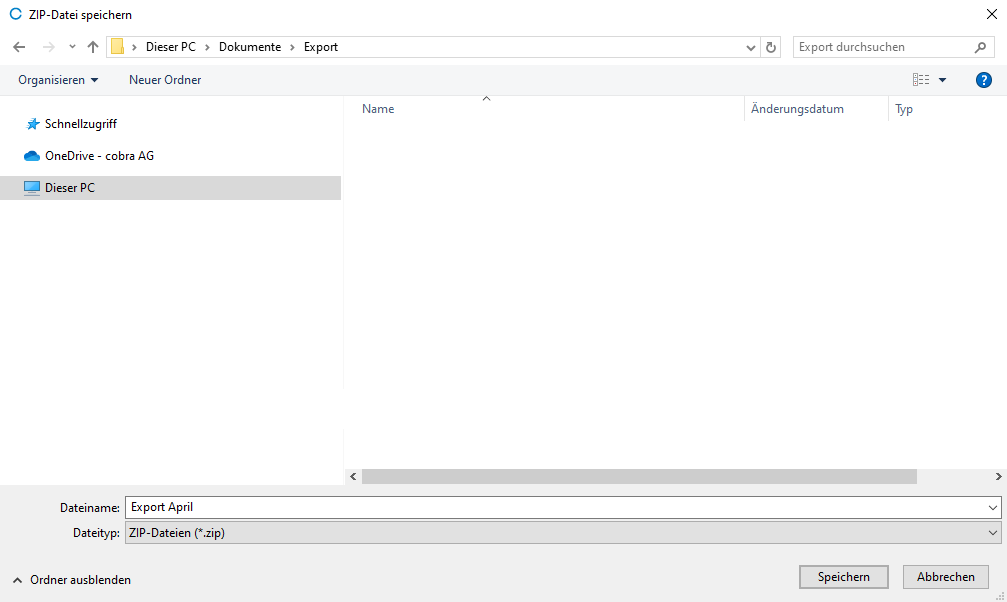 ZIP-Datei speichern
Dieser PC > Dokumente > Export
Export durchsuchen
Organisieren
Neuer Ordner
Name
Änderungsdatum
Typ
Schnellzugriff
OneDrive - cobra AG
Dieser PC
Dateiname: Export April
Dateityp: ZIP-Dateien (*.zip)
Ordner ausblenden
Speichern
Abbrechen